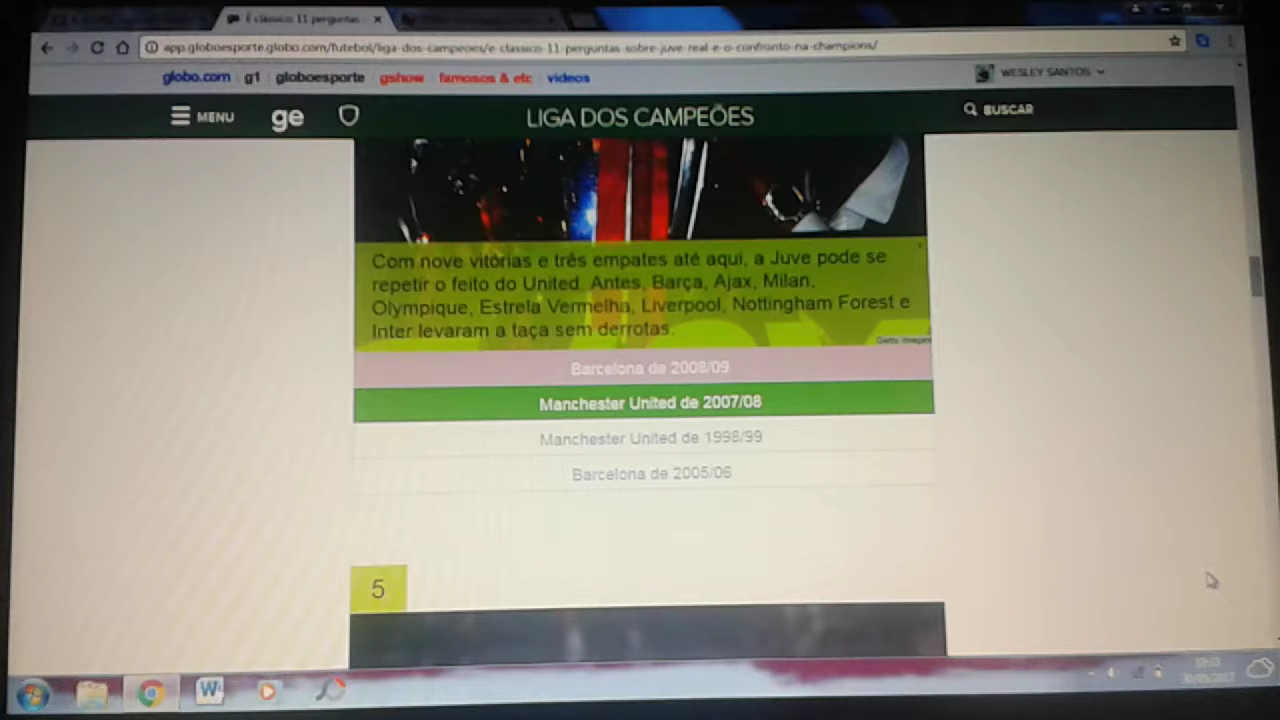 É clássico: 11 perguntas
app.globoesporte.globo.com/futebol/liga-dos-campeoes/e-classico-11-perguntas-sobre-juve-real-e-o-confronto-na-champions/
globo.com g1 globoesporte gshow famosos & etc videos
WESLEY SANTOS
MENU ge LIGA DOS CAMPEÕES BUSCAR
Com nove vitórias e três empates até aqui, a Juve pode se
repetir o feito do United. Antes, Barça, Ajax, Milan,
Olympique, Estrela Vermelha, Liverpool, Nottingham Forest e
Inter levaram a taça sem derrotas.
Getty Images
Barcelona de 2008/09
Manchester United de 2007/08
Manchester United de 1998/99
Barcelona de 2005/06
5